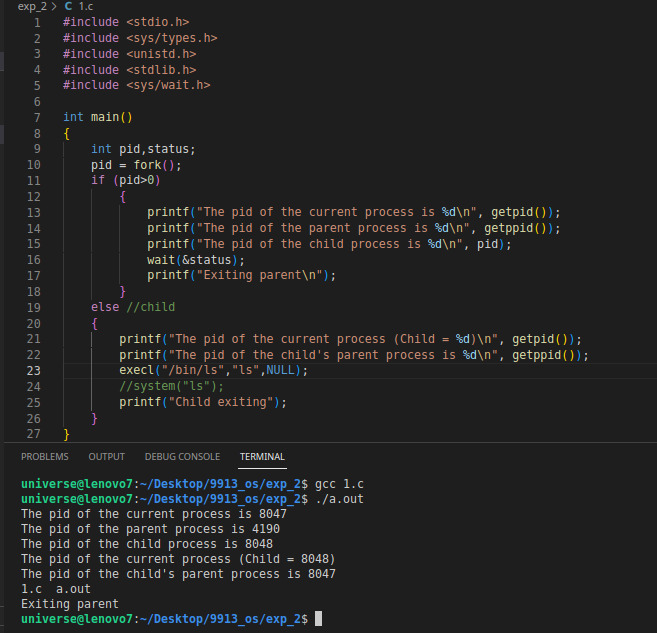 exp_2 > C 1.c
1 #include <stdio.h>
2 #include <sys/types.h>
3 #include <unistd.h>
4 #include <stdlib.h>
5 #include <sys/wait.h>
6
7 int main()
8 {
9 int pid,status;
10 pid = fork();
11 if (pid>0)
12 {
13 printf("The pid of the current process is %d\n", getpid());
14 printf("The pid of the parent process is %d\n", getppid());
15 printf("The pid of the child process is %d\n", pid);
16 wait(&status);
17 printf("Exiting parent\n");
18 }
19 else //child
20 {
21 printf("The pid of the current process (Child = %d)\n", getpid());
22 printf("The pid of the child's parent process is %d\n", getppid());
23 execl("/bin/ls","ls",NULL);
24 //system("ls");
25 printf("Child exiting");
26 }
27 }
PROBLEMS OUTPUT DEBUG CONSOLE TERMINAL
universe@lenovo7:~/Desktop/9913_os/exp_2$ gcc 1.c
universe@lenovo7:~/Desktop/9913_os/exp_2$ ./a.out
The pid of the current process is 8047
The pid of the parent process is 4190
The pid of the child process is 8048
The pid of the current process (Child = 8048)
The pid of the child's parent process is 8047
1.c a.out
Exiting parent
universe@lenovo7:~/Desktop/9913_os/exp_2$